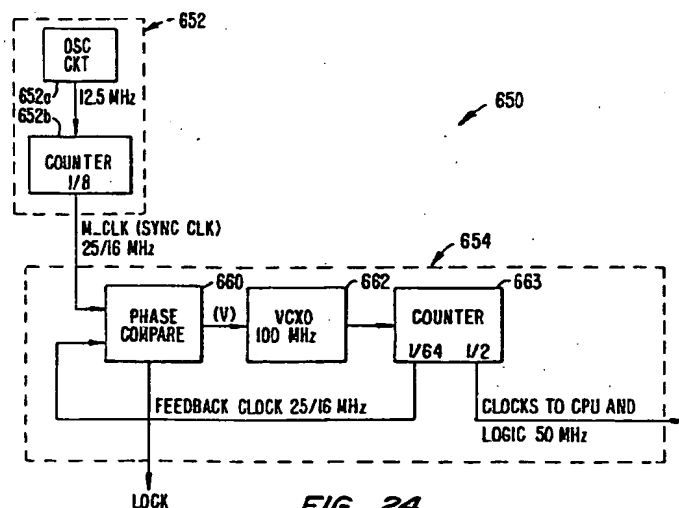 652
OSC
CKT
652a
12.5 MHz
652b
650
COUNTER
1/8
M_CLK (SYNC CLK)
25/16 MHz
654
660
662
663
PHASE
COMPARE
(V)
VCXO
100 MHz
COUNTER
1/64 1/2
FEEDBACK CLOCK 25/16 MHz
CLOCKS TO CPU AND
LOGIC 50 MHz
LOCK
FIG. 24